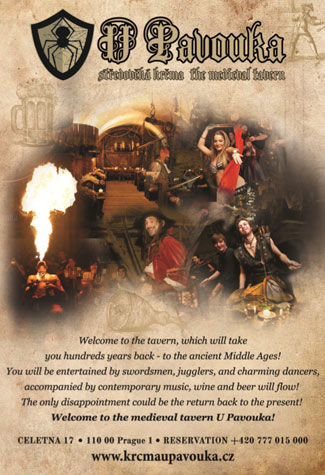 U Pavouka
středověká krčma the medieval tavern
Welcome to the tavern, which will take
you hundreds years back - to the ancient Middle Ages!
You will be entertained by swordsmen, jugglers, and charming dancers,
accompanied by contemporary music, wine and beer will flow!
The only disappointment could be the return back to the present!
Welcome to the medieval tavern U Pavouka!
CELETNA 17 • 110 00 Prague 1 • RESERVATION +420 777 015 000
www.krcmaupavouka.cz